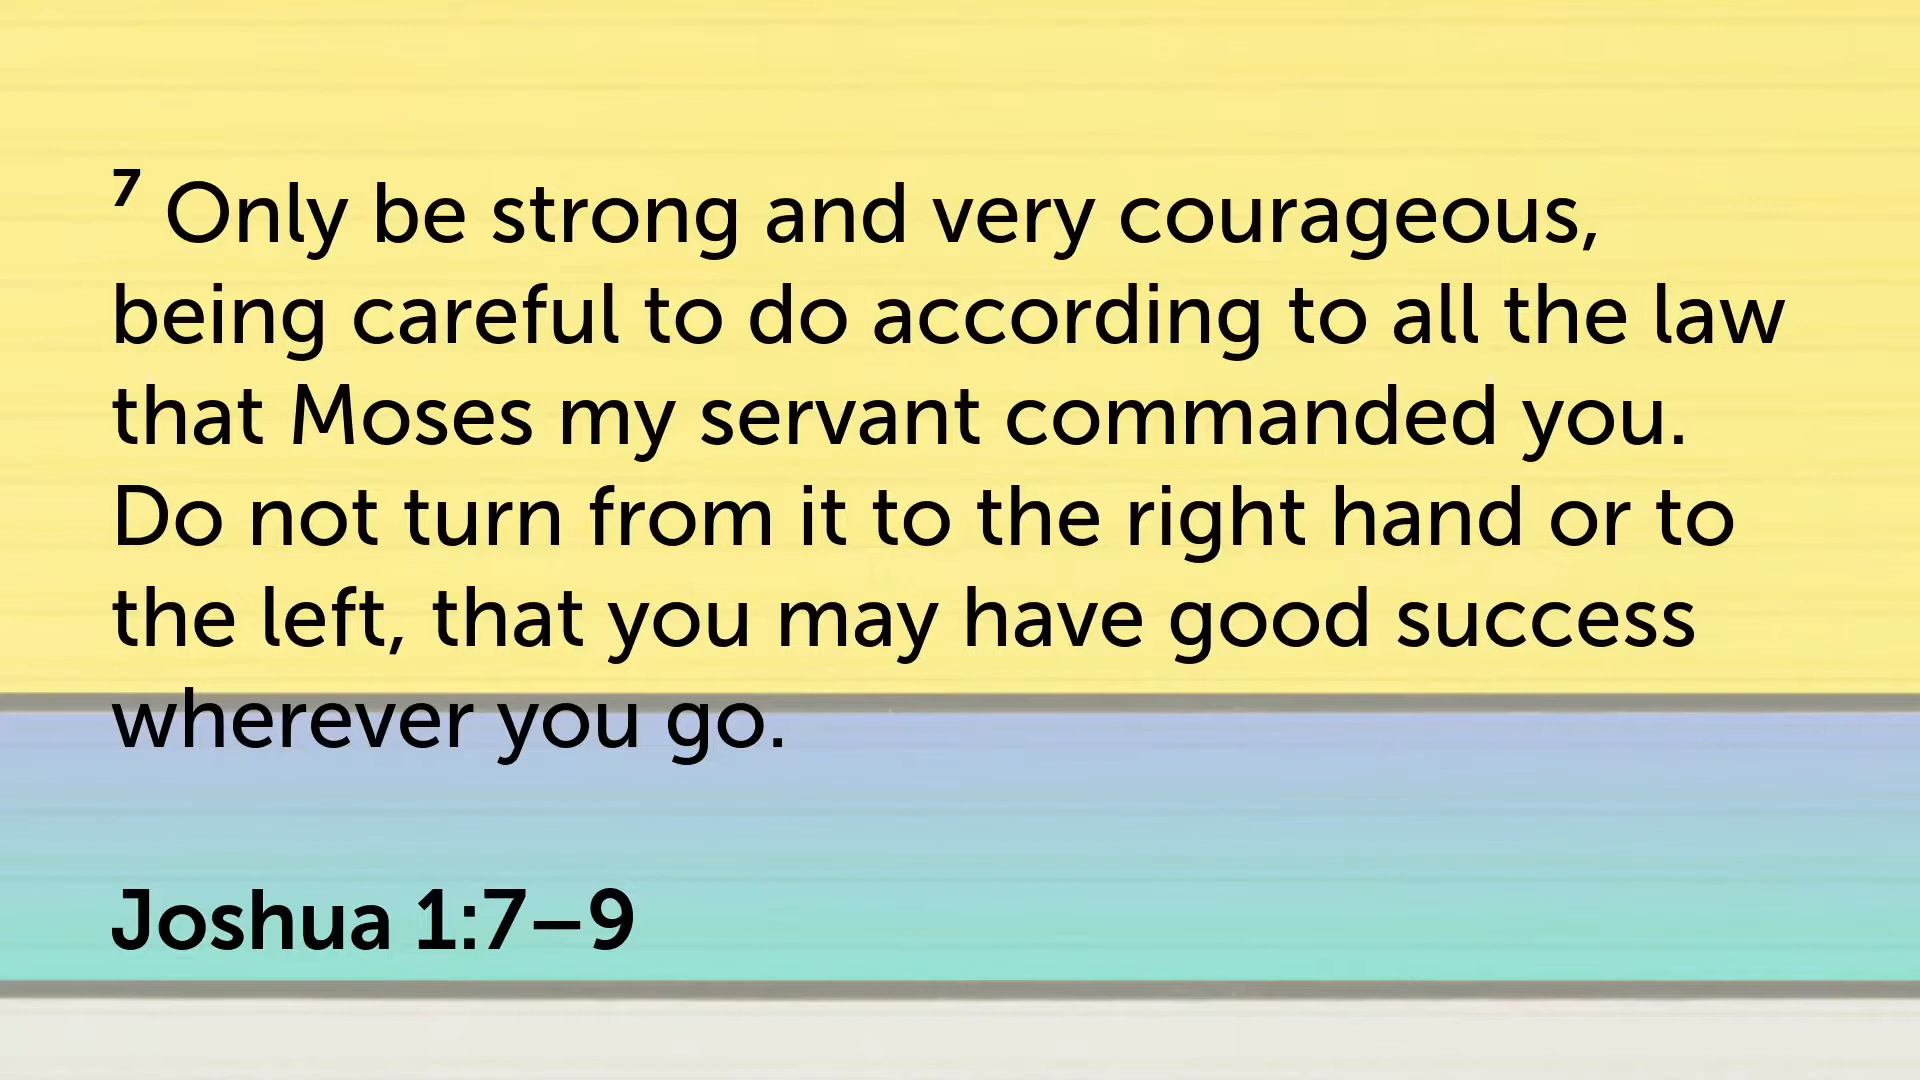 7 Only be strong and very courageous,
being careful to do according to all the law
that Moses my servant commanded you.
Do not turn from it to the right hand or to
the left, that you may have good success
wherever you go.
Joshua 1:7–9